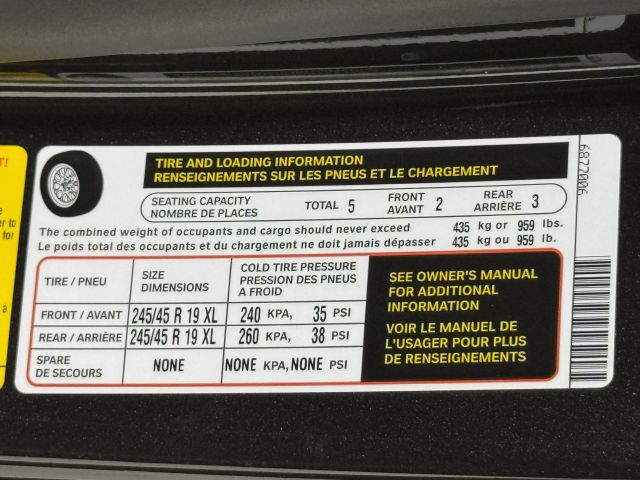 TIRE AND LOADING INFORMATION
RENSEIGNEMENTS SUR LES PNEUS ET LE CHARGEMENT
SEATING CAPACITY
NOMBRE DE PLACES
TOTAL 5
FRONT
AVANT 2
REAR
ARRIÈRE 3
The combined weight of occupants and cargo should never exceed 435 kg or 959 lbs.
Le poids total des occupants et du chargement ne doit jamais dépasser 435 kg ou 959 lb.
TIRE / PNEU
SIZE
DIMENSIONS
COLD TIRE PRESSURE
PRESSION DES PNEUS
A FROID
FRONT / AVANT 245/45 R 19 XL 240 KPA, 35 PSI
REAR / ARRIÈRE 245/45 R 19 XL 260 KPA, 38 PSI
SPARE
DE SECOURS
NONE NONE KPA, NONE PSI
SEE OWNER'S MANUAL
FOR ADDITIONAL
INFORMATION
VOIR LE MANUEL DE
L'USAGER POUR PLUS
DE RENSEIGNEMENTS
6877006
er to
for
a